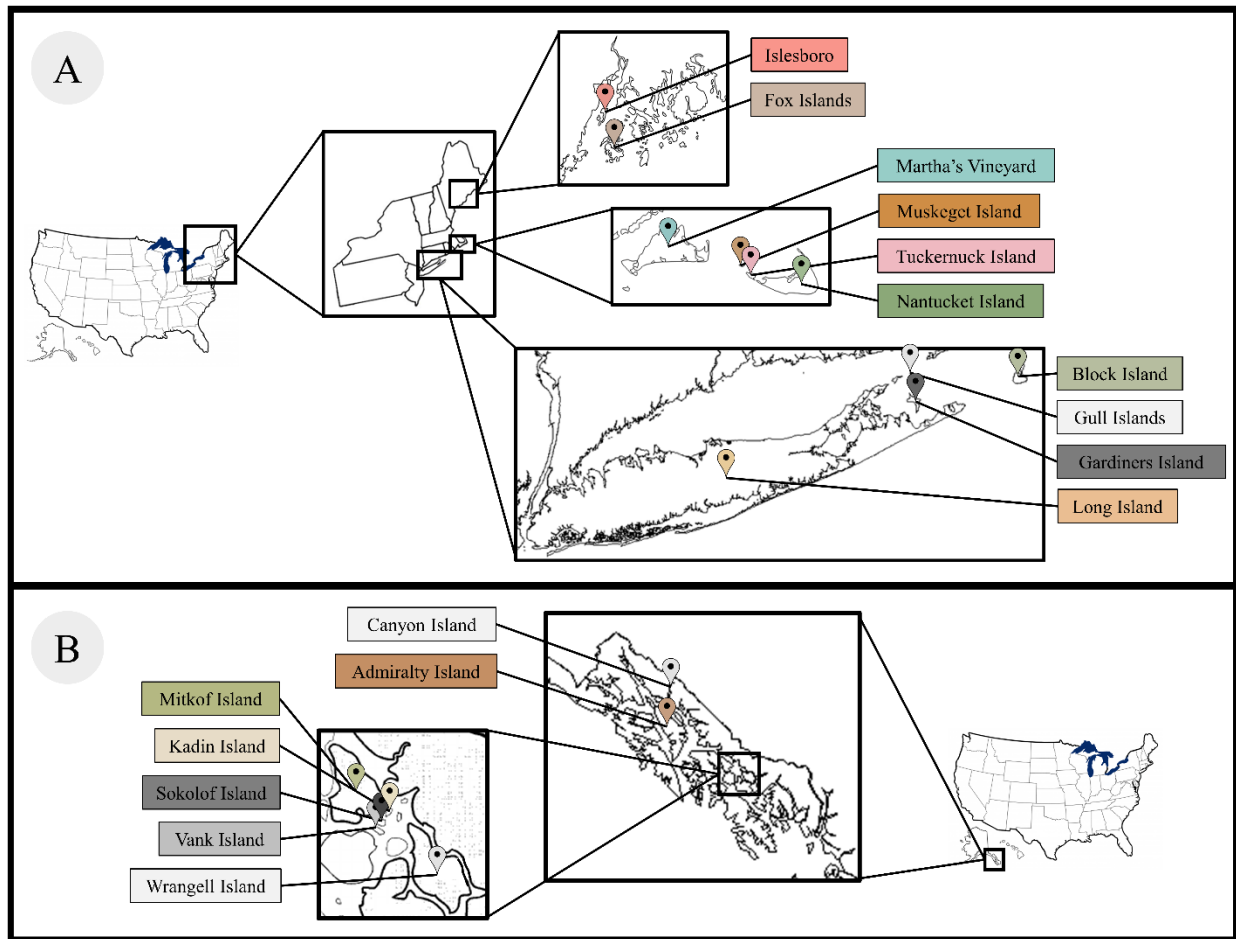 A
Islesboro
Fox Islands
Martha's Vineyard
Muskeget Island
Tuckernuck Island
Nantucket Island
Block Island
Gull Islands
Gardiners Island
Long Island
B
Canyon Island
Admiralty Island
Mitkof Island
Kadin Island
Sokolof Island
Vank Island
Wrangell Island